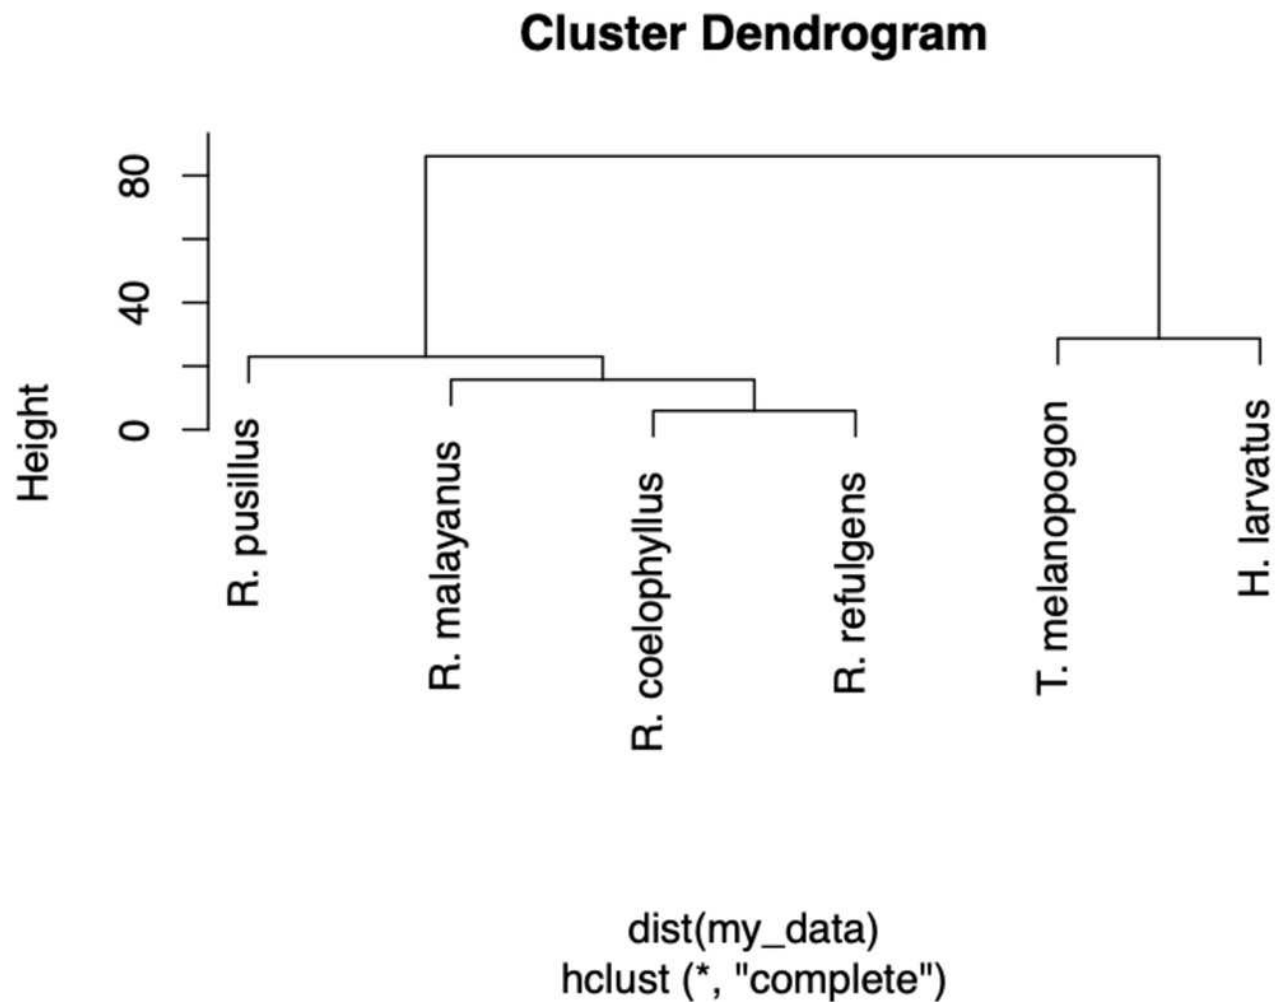 Cluster Dendrogram
Height
80
40
0
R. pusillus
R. malayanus
R. coelophyllus
R. refulgens
T. melanopogon
H. larvatus
dist(my_data)
hclust (*, "complete")